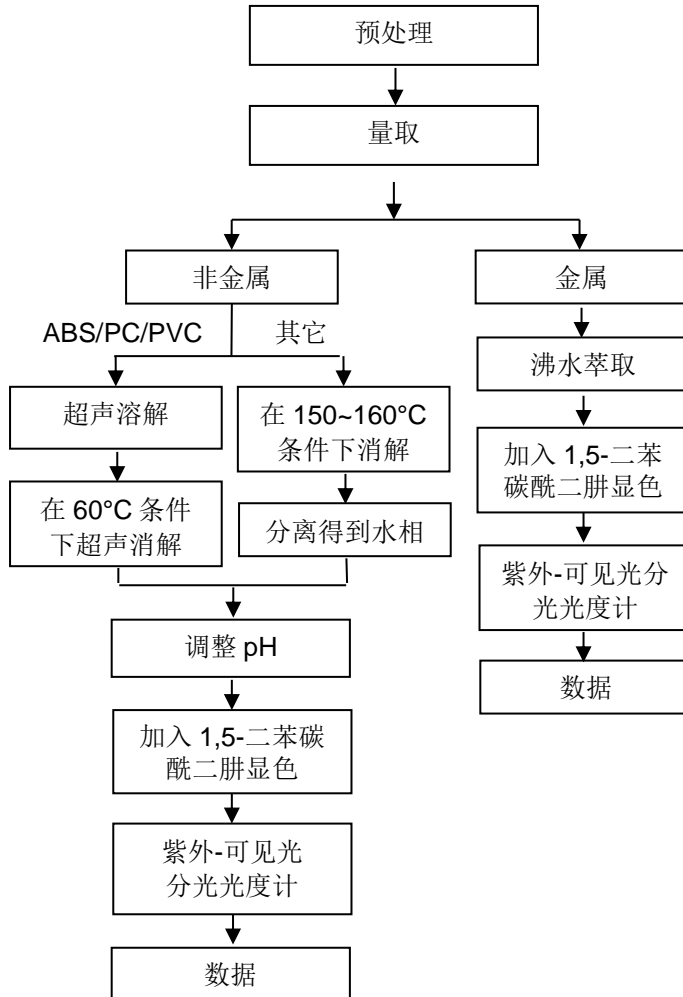 预处理
量取
非金属
金属
ABS/PC/PVC
其它
沸水萃取
超声溶解
在 150~160°C
条件下消解
加入 1,5-二苯
碳酰二肼显色
在 60°C 条件
下超声消解
分离得到水相
紫外-可见光分
光光度计
调整 pH
数据
加入 1,5-二苯碳
酰二肼显色
紫外-可见光
分光光度计
数据